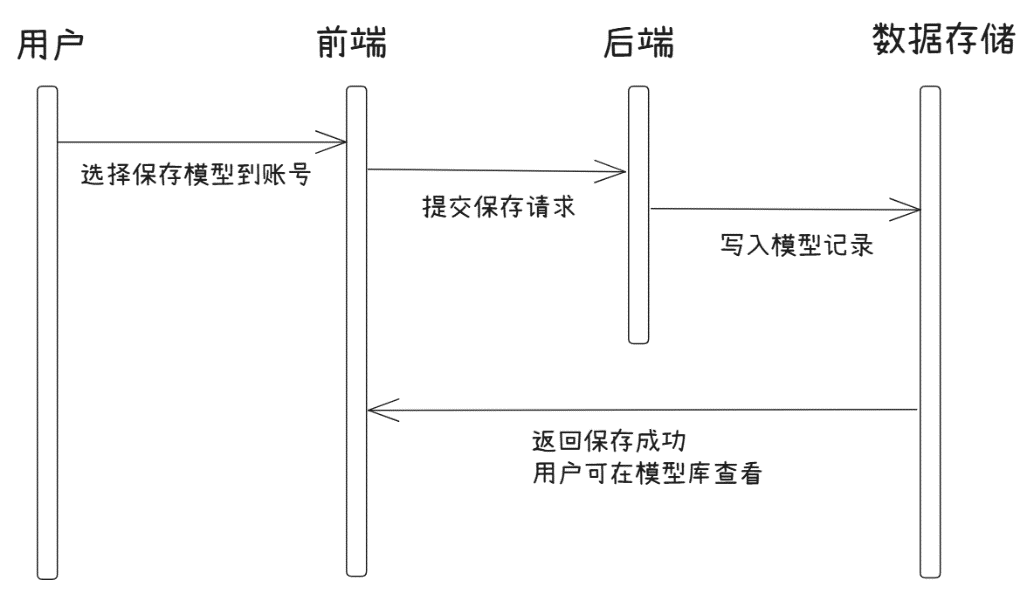 用户
前端
后端
数据存储
选择保存模型到账号
提交保存请求
写入模型记录
返回保存成功
用户可在模型库查看